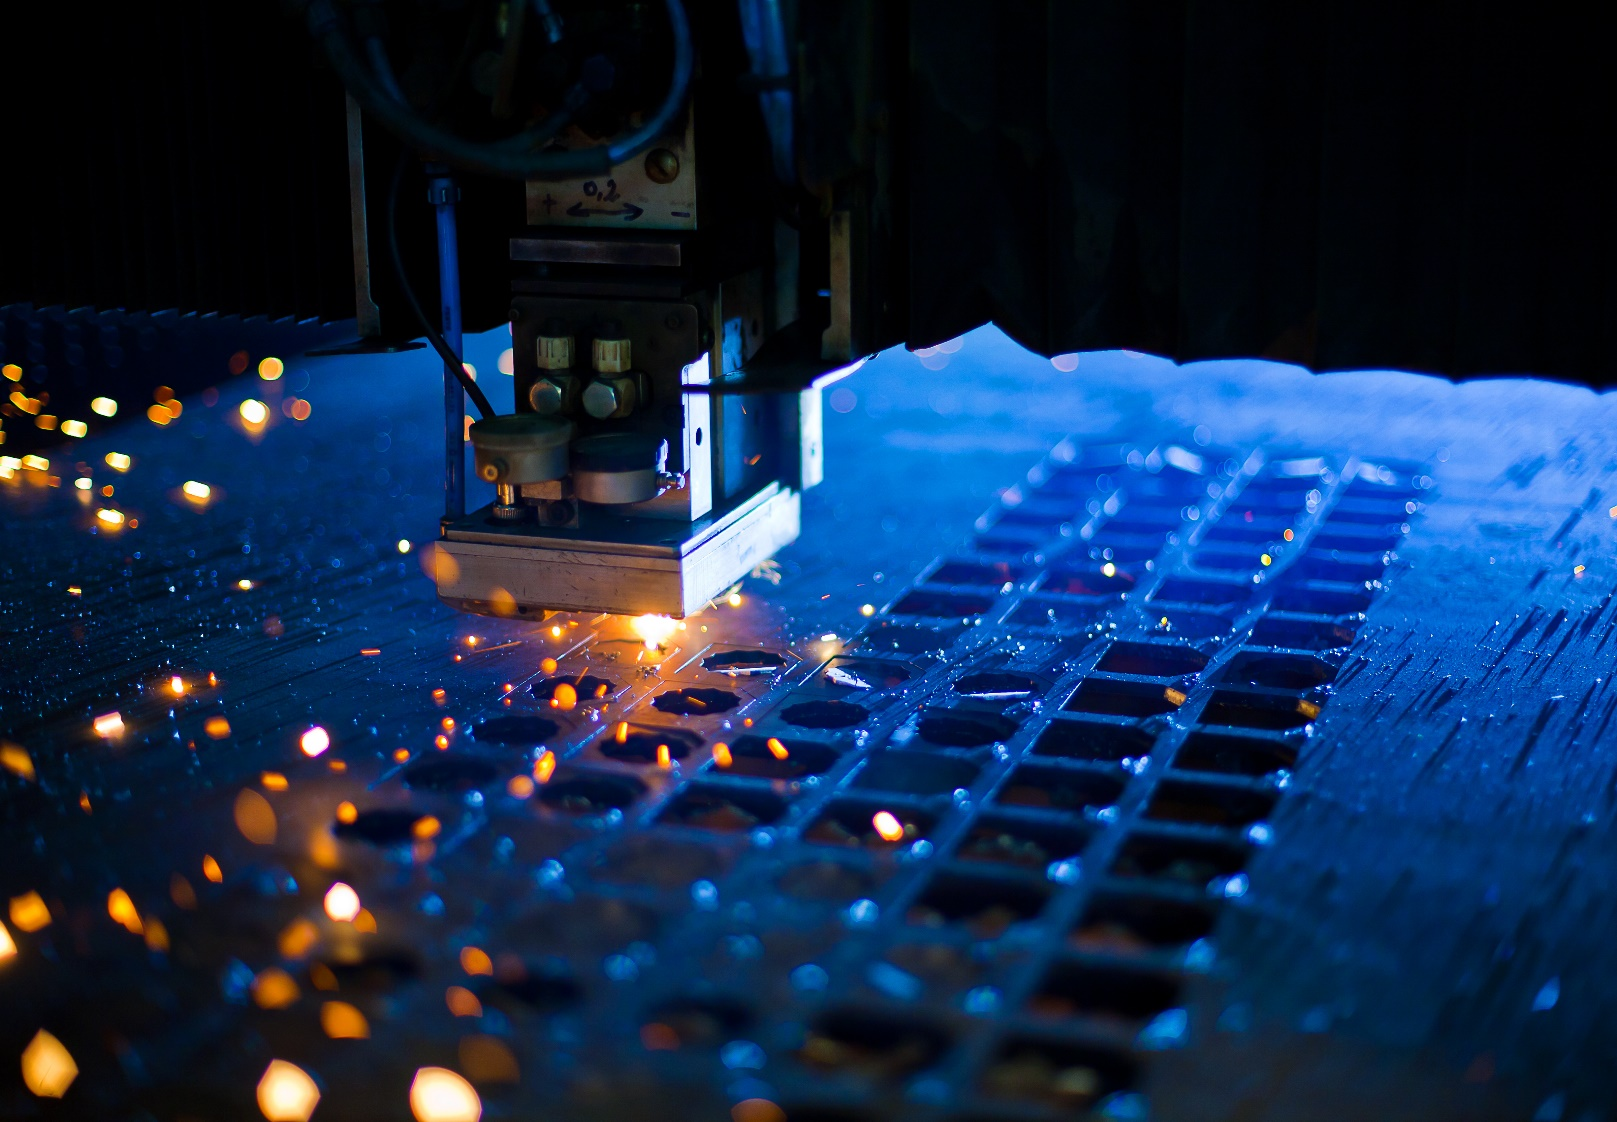 0,2
+ ↔ -